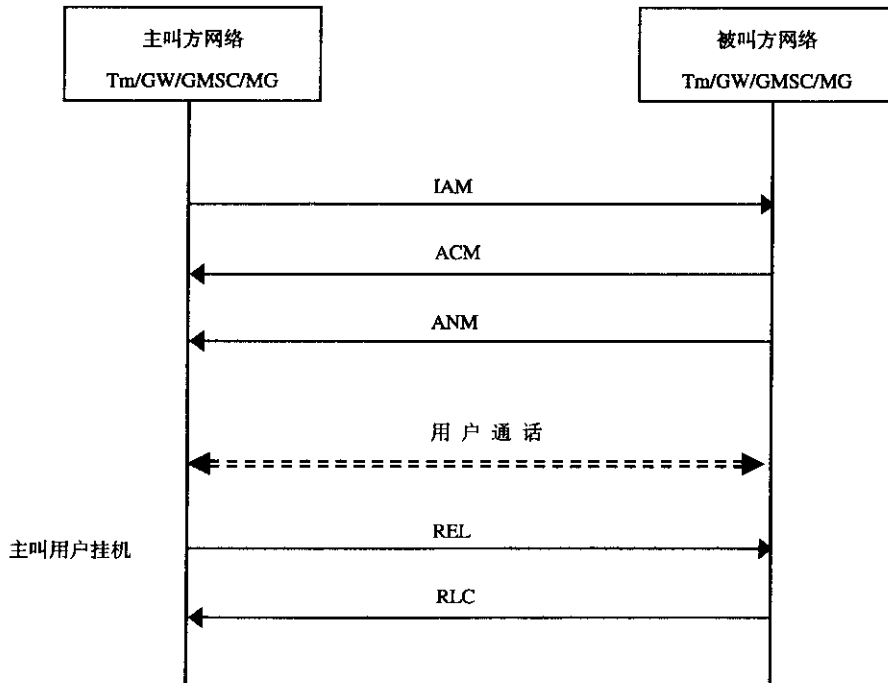 主叫方网络
Tm/GW/GMSC/MG
被叫方网络
Tm/GW/GMSC/MG
IAM
ACM
ANM
用 户 通 话
主叫用户挂机
REL
RLC